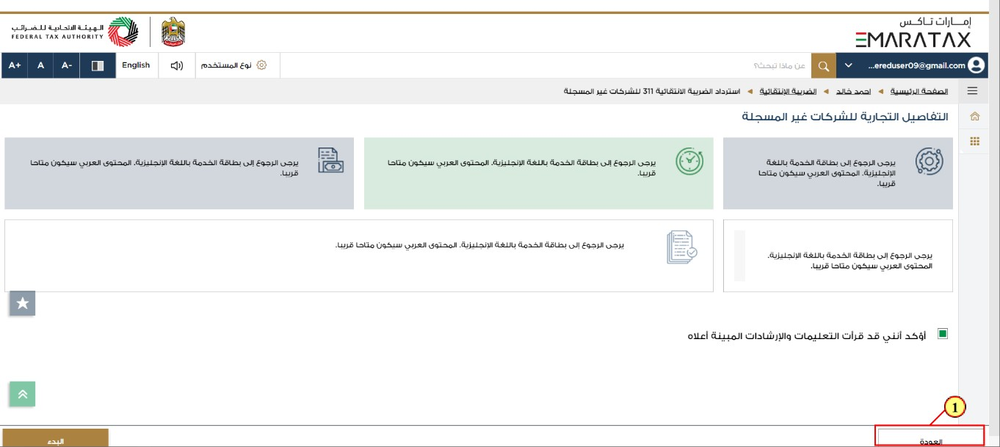 إمـــارات تـاكـس
EMARATAX
الـهيـئـة الاتحـاديـة للـضـرائـب
FEDERAL TAX AUTHORITY
...ereduser09@gmail.com
عن ماذا تبحث؟
نوع المستخدم
English
A-
A
A+
الصفحة الرئيسية ◄ احمد خالد ◄ الضريبة الإنتقائية ◄ استرداد الضريبة الانتقائية 311 للشركات غير المسجلة
التفاصيل التجارية للشركات غير المسجلة
يرجى الرجوع إلى بطاقة الخدمة باللغة
الإنجليزية. المحتوى العربي سيكون متاحا
قريبا.
يرجى الرجوع إلى بطاقة الخدمة باللغة الإنجليزية. المحتوى العربي سيكون متاحا
قريبا.
يرجى الرجوع إلى بطاقة الخدمة باللغة الإنجليزية. المحتوى العربي سيكون متاحا
قريبا.
يرجى الرجوع إلى بطاقة الخدمة باللغة الإنجليزية.
المحتوى العربي سيكون متاحا قريبا.
يرجى الرجوع إلى بطاقة الخدمة باللغة الإنجليزية. المحتوى العربي سيكون متاحا قريبا.
أؤكد أنني قد قرأت التعليمات والإرشادات المبينة أعلاه
1
العودة
البدء